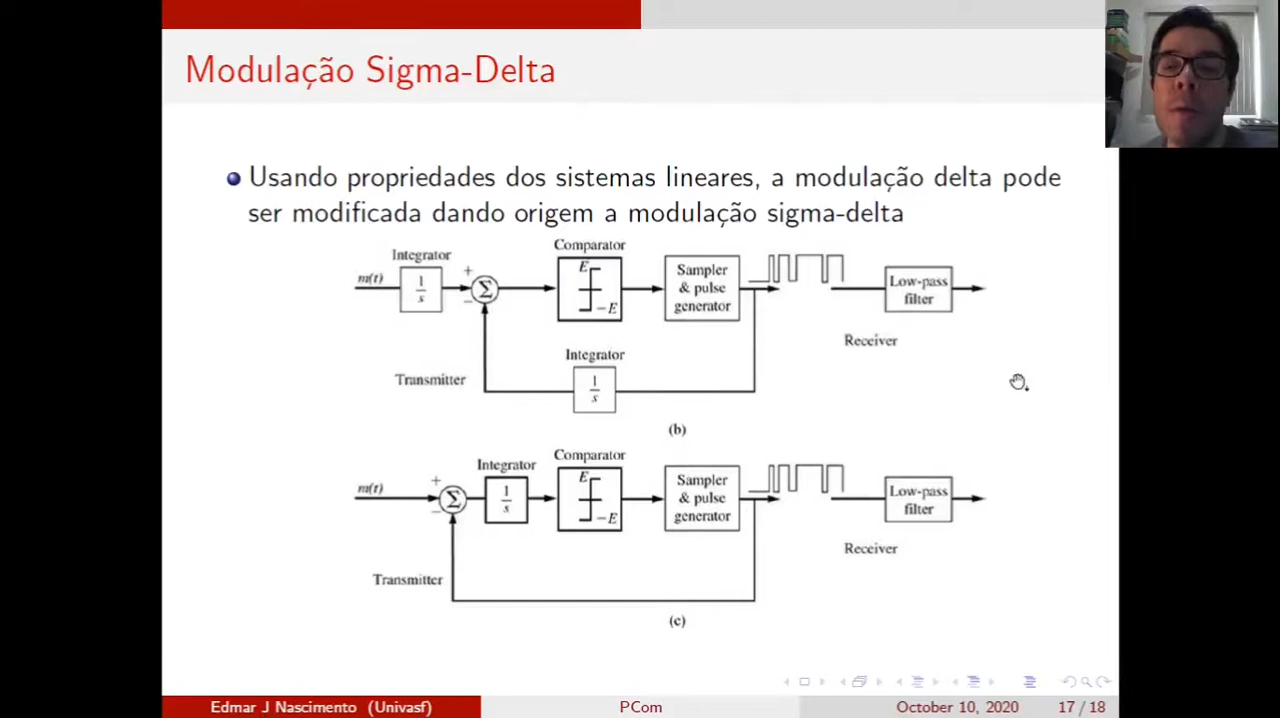 Modulação Sigma-Delta
Usando propriedades dos sistemas lineares, a modulação delta pode
ser modificada dando origem a modulação sigma-delta
Integrator
m(t)
1
s
+
−
Σ
Comparator
E
−E
Sampler
& pulse
generator
Low-pass
filter
Receiver
Integrator
1
s
Transmitter
(b)
m(t)
+
−
Σ
Integrator
1
s
Comparator
E
−E
Sampler
& pulse
generator
Low-pass
filter
Receiver
Transmitter
(c)
Edmar J Nascimento (Univasf)
PCom
October 10, 2020
17 / 18